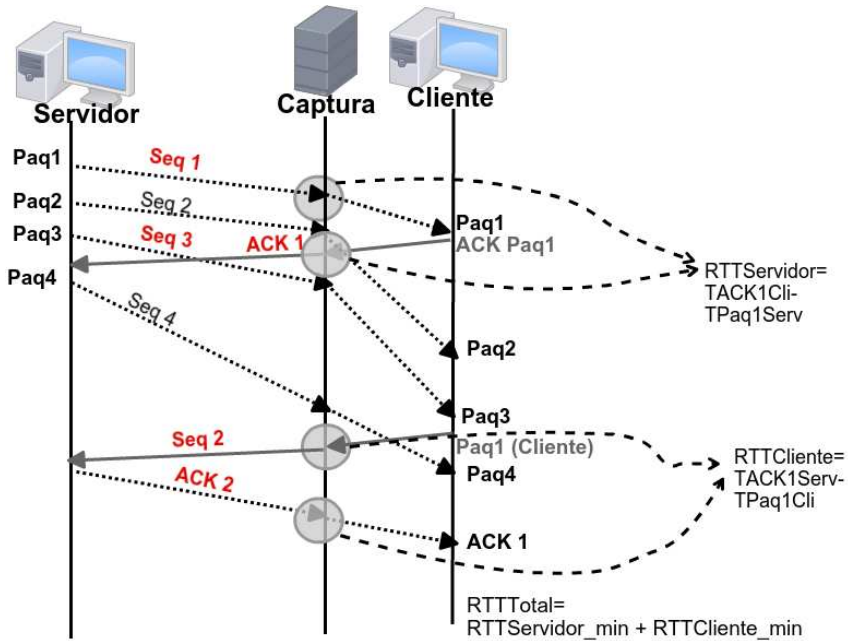 Servidor
Captura
Cliente
Paq1
Seq 1
Paq2
Seq 2
Paq3
Seq 3
ACK 1
Paq1
ACK Paq1
Paq4
Seq 4
RTTServidor=
TACK1Cli-
TPaq1Serv
Paq2
Paq3
Seq 2
Paq1 (Cliente)
Paq4
ACK 2
RTTCliente=
TACK1Serv-
TPaq1Cli
ACK 1
RTTTotal=
RTTServidor_min + RTTCliente_min